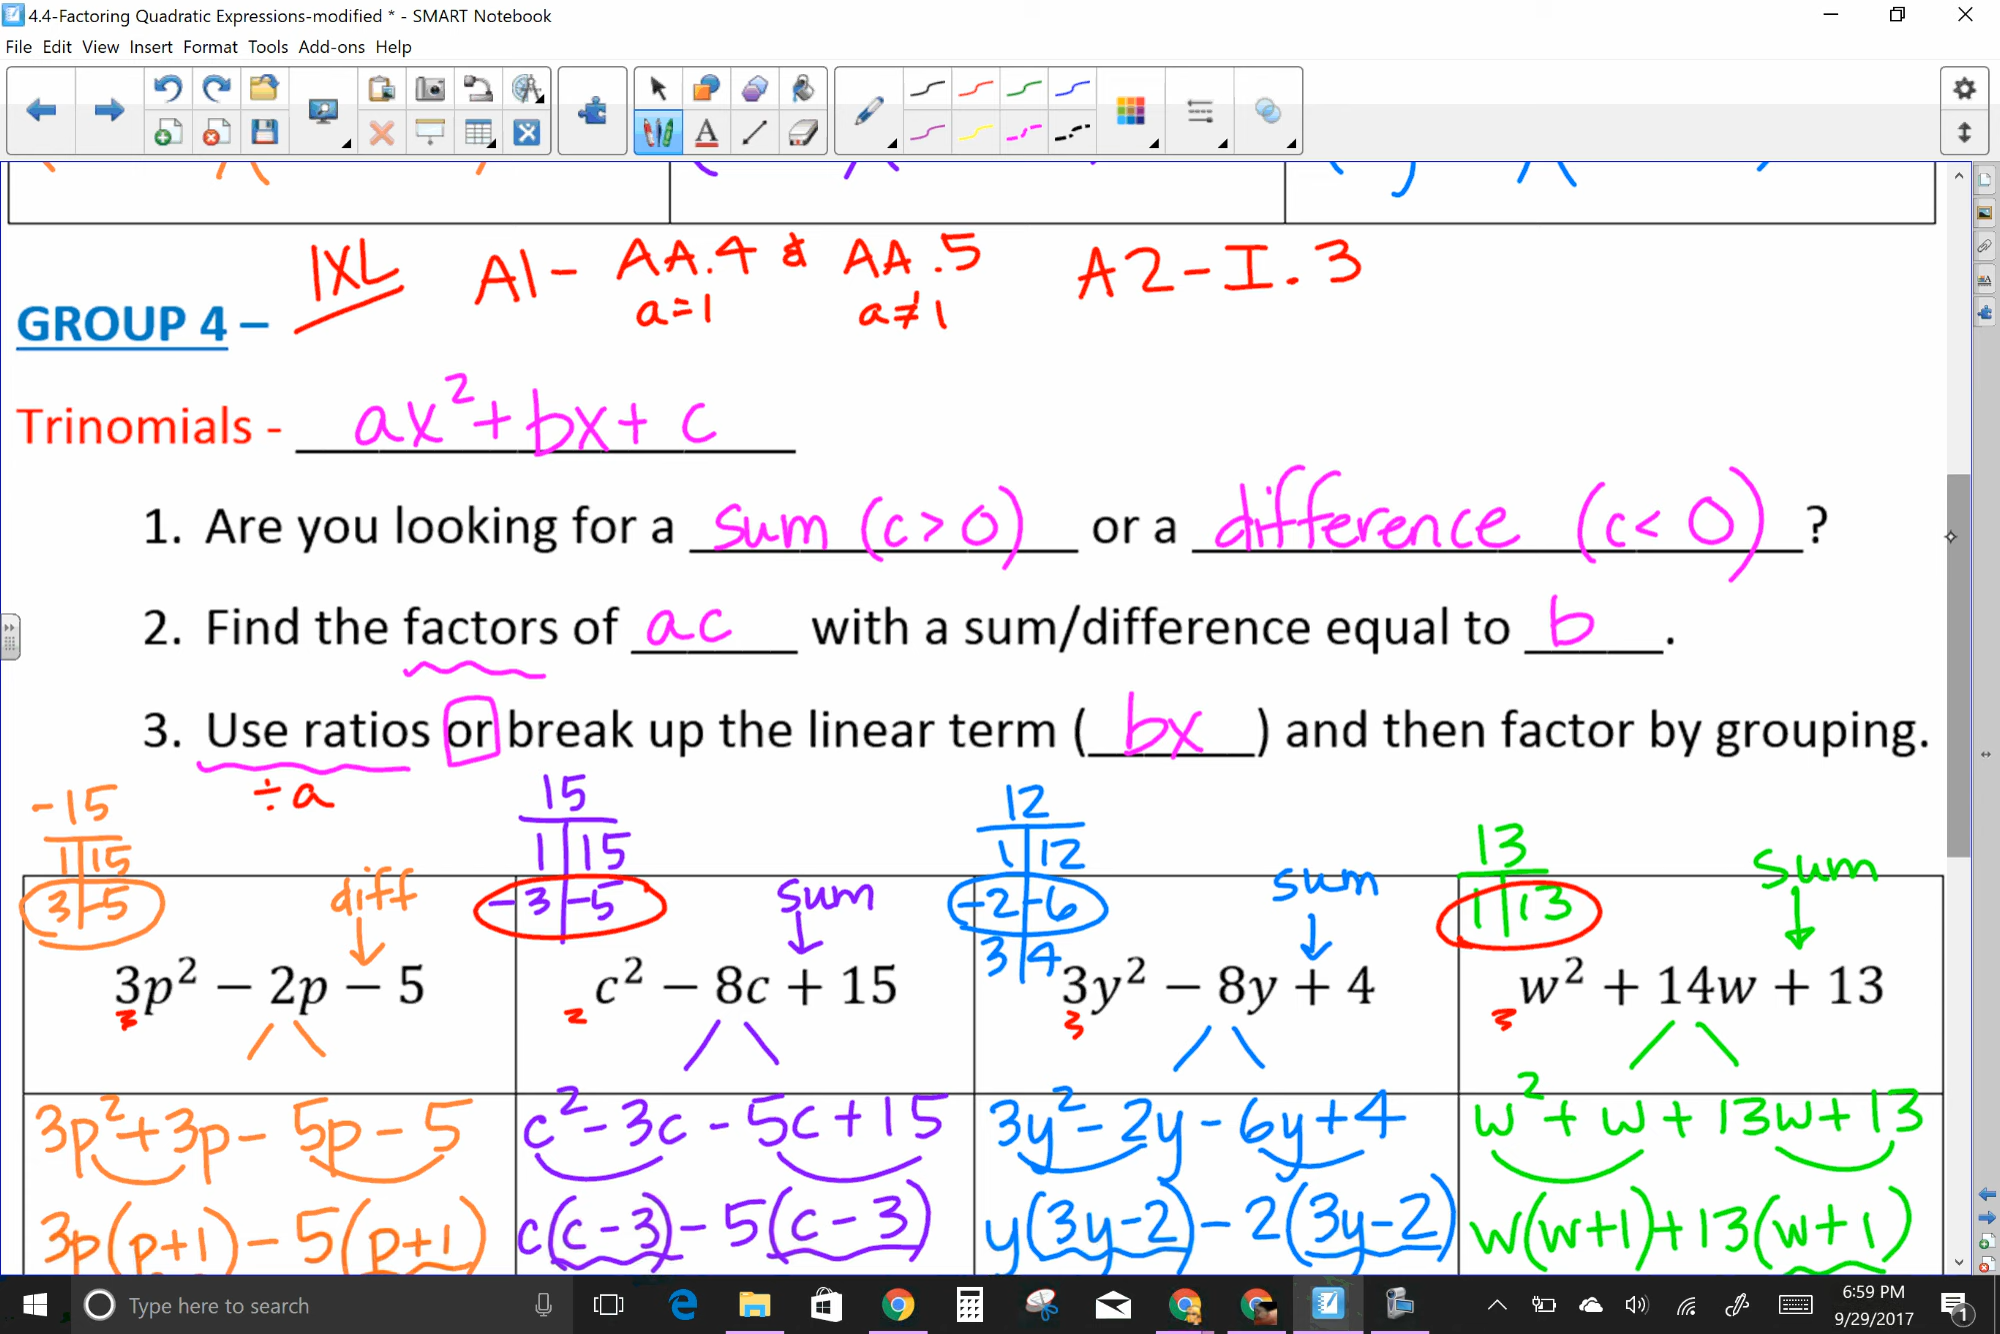 4.4-Factoring Quadratic Expressions-modified * - SMART Notebook
File Edit View Insert Format Tools Add-ons Help
IXL A1 - AA.4 & AA.5 A2 - I.3
a=1 a≠1
GROUP 4 –
Trinomials - ax²+bx+c
1. Are you looking for a sum (c>0) or a difference (c<0)?
2. Find the factors of ac with a sum/difference equal to b.
3. Use ratios or break up the linear term (bx) and then factor by grouping.
÷a
-15 15 12 13
1|15 1|15 1|12 1|13
3|-5 -3|-5 -2|-6
3|4
diff sum sum sum
3p² − 2p − 5 c² − 8c + 15 3y² − 8y + 4 w² + 14w + 13
3p²+3p-5p-5 c²-3c-5c+15 3y²-2y-6y+4 w²+w+13w+13
3p(p+1)-5(p+1) c(c-3)-5(c-3) y(3y-2)-2(3y-2) w(w+1)+13(w+1)
Type here to search
6:59 PM
9/29/2017
1